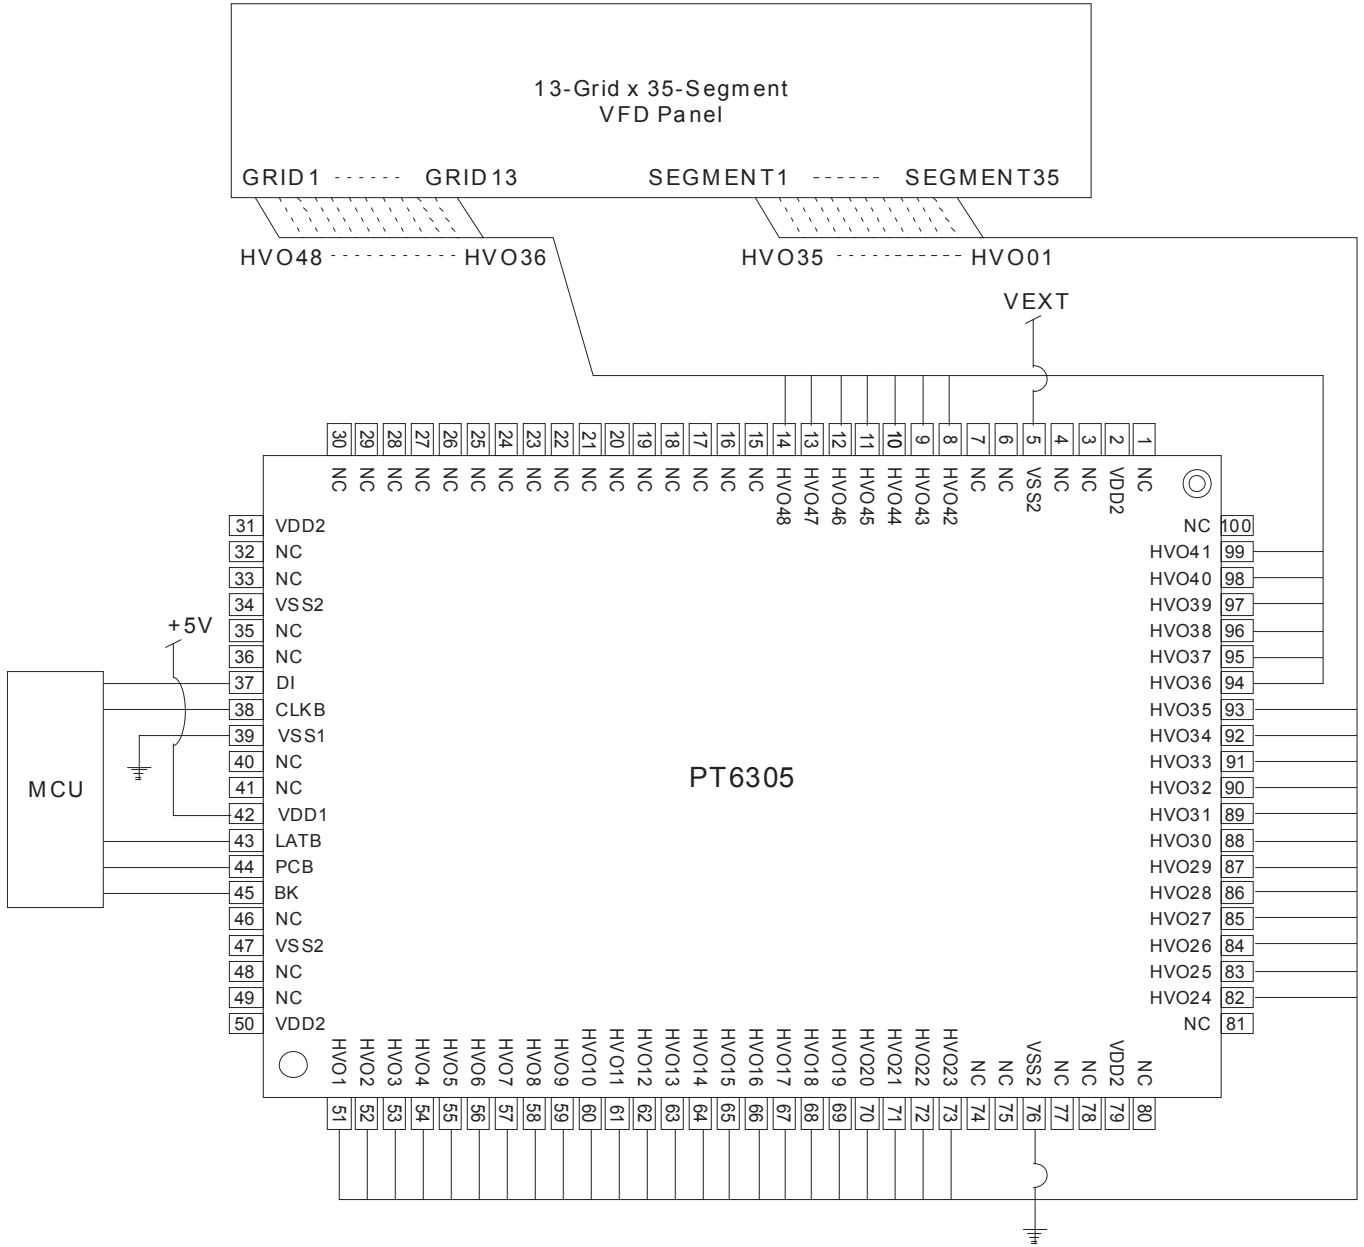 13-Grid x 35-Segment
VFD Panel
GRID1 ------ GRID13 SEGMENT1 ------ SEGMENT35
HVO48 ---------- HVO36 HVO35 ---------- HVO01
VEXT
30 29 28 27 26 25 24 23 22 21 20 19 18 17 16 15 14 13 12 11 10 9 8 7 6 5 4 3 2 1
NC NC NC NC NC NC NC NC NC NC NC NC NC NC NC NC HVO48 HVO47 HVO46 HVO45 HVO44 HVO43 HVO42 NC NC VSS2 NC NC VDD2 NC
31 VDD2 NC 100
32 NC HVO41 99
33 NC HVO40 98
34 VSS2 HVO39 97
+5V
35 NC HVO38 96
36 NC HVO37 95
37 DI HVO36 94
38 CLKB HVO35 93
39 VSS1 HVO34 92
40 NC HVO33 91
MCU
PT6305
41 NC HVO32 90
42 VDD1 HVO31 89
43 LATB HVO30 88
44 PCB HVO29 87
45 BK HVO28 86
46 NC HVO27 85
47 VSS2 HVO26 84
48 NC HVO25 83
49 NC HVO24 82
50 VDD2 NC 81
HVO1 HVO2 HVO3 HVO4 HVO5 HVO6 HVO7 HVO8 HVO9 HVO10 HVO11 HVO12 HVO13 HVO14 HVO15 HVO16 HVO17 HVO18 HVO19 HVO20 HVO21 HVO22 HVO23 NC NC VSS2 NC NC VDD2 NC
51 52 53 54 55 56 57 58 59 60 61 62 63 64 65 66 67 68 69 70 71 72 73 74 75 76 77 78 79 80